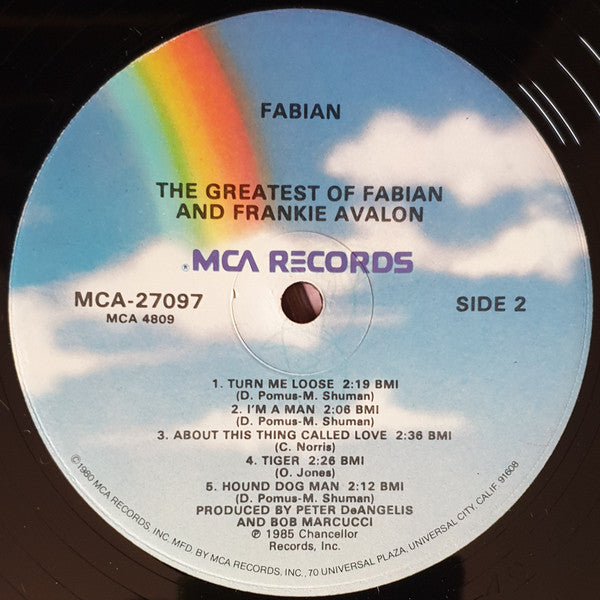 FABIAN
THE GREATEST OF FABIAN
AND FRANKIE AVALON
MCA RECORDS
MCA-27097
MCA 4809
SIDE 2
1. TURN ME LOOSE 2:19 BMI
(D. Pomus-M. Shuman)
2. I'M A MAN 2:06 BMI
(D. Pomus-M. Shuman)
3. ABOUT THIS THING CALLED LOVE 2:36 BMI
(C. Norris)
4. TIGER 2:26 BMI
(O. Jones)
5. HOUND DOG MAN 2:12 BMI
(D. Pomus-M. Shuman)
PRODUCED BY PETER DeANGELIS
AND BOB MARCUCCI
℗ 1985 Chancellor
Records, Inc.
©1980 MCA RECORDS, INC. MFD. BY MCA RECORDS, INC., 70 UNIVERSAL PLAZA, UNIVERSAL CITY, CALIF. 91608